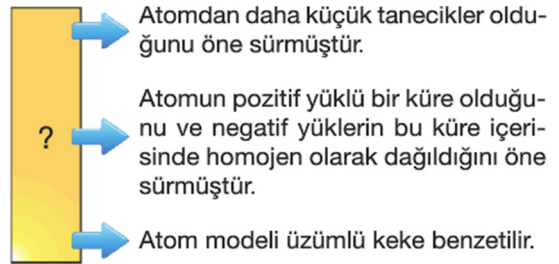 Atomdan daha küçük tanecikler oldu-
ğunu öne sürmüştür.
?
Atomun pozitif yüklü bir küre olduğu-
nu ve negatif yüklerin bu küre içeri-
sinde homojen olarak dağıldığını öne
sürmüştür.
Atom modeli üzümlü keke benzetilir.